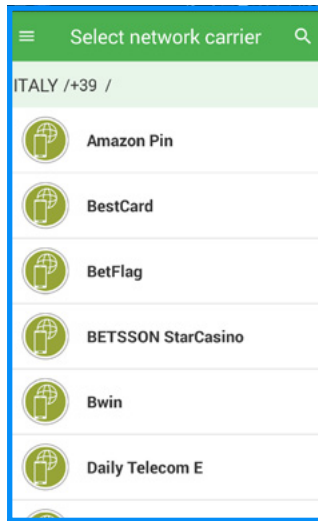 Select network carrier
ITALY /+39 /
Amazon Pin
BestCard
BetFlag
BETSSON StarCasino
Bwin
Daily Telecom E